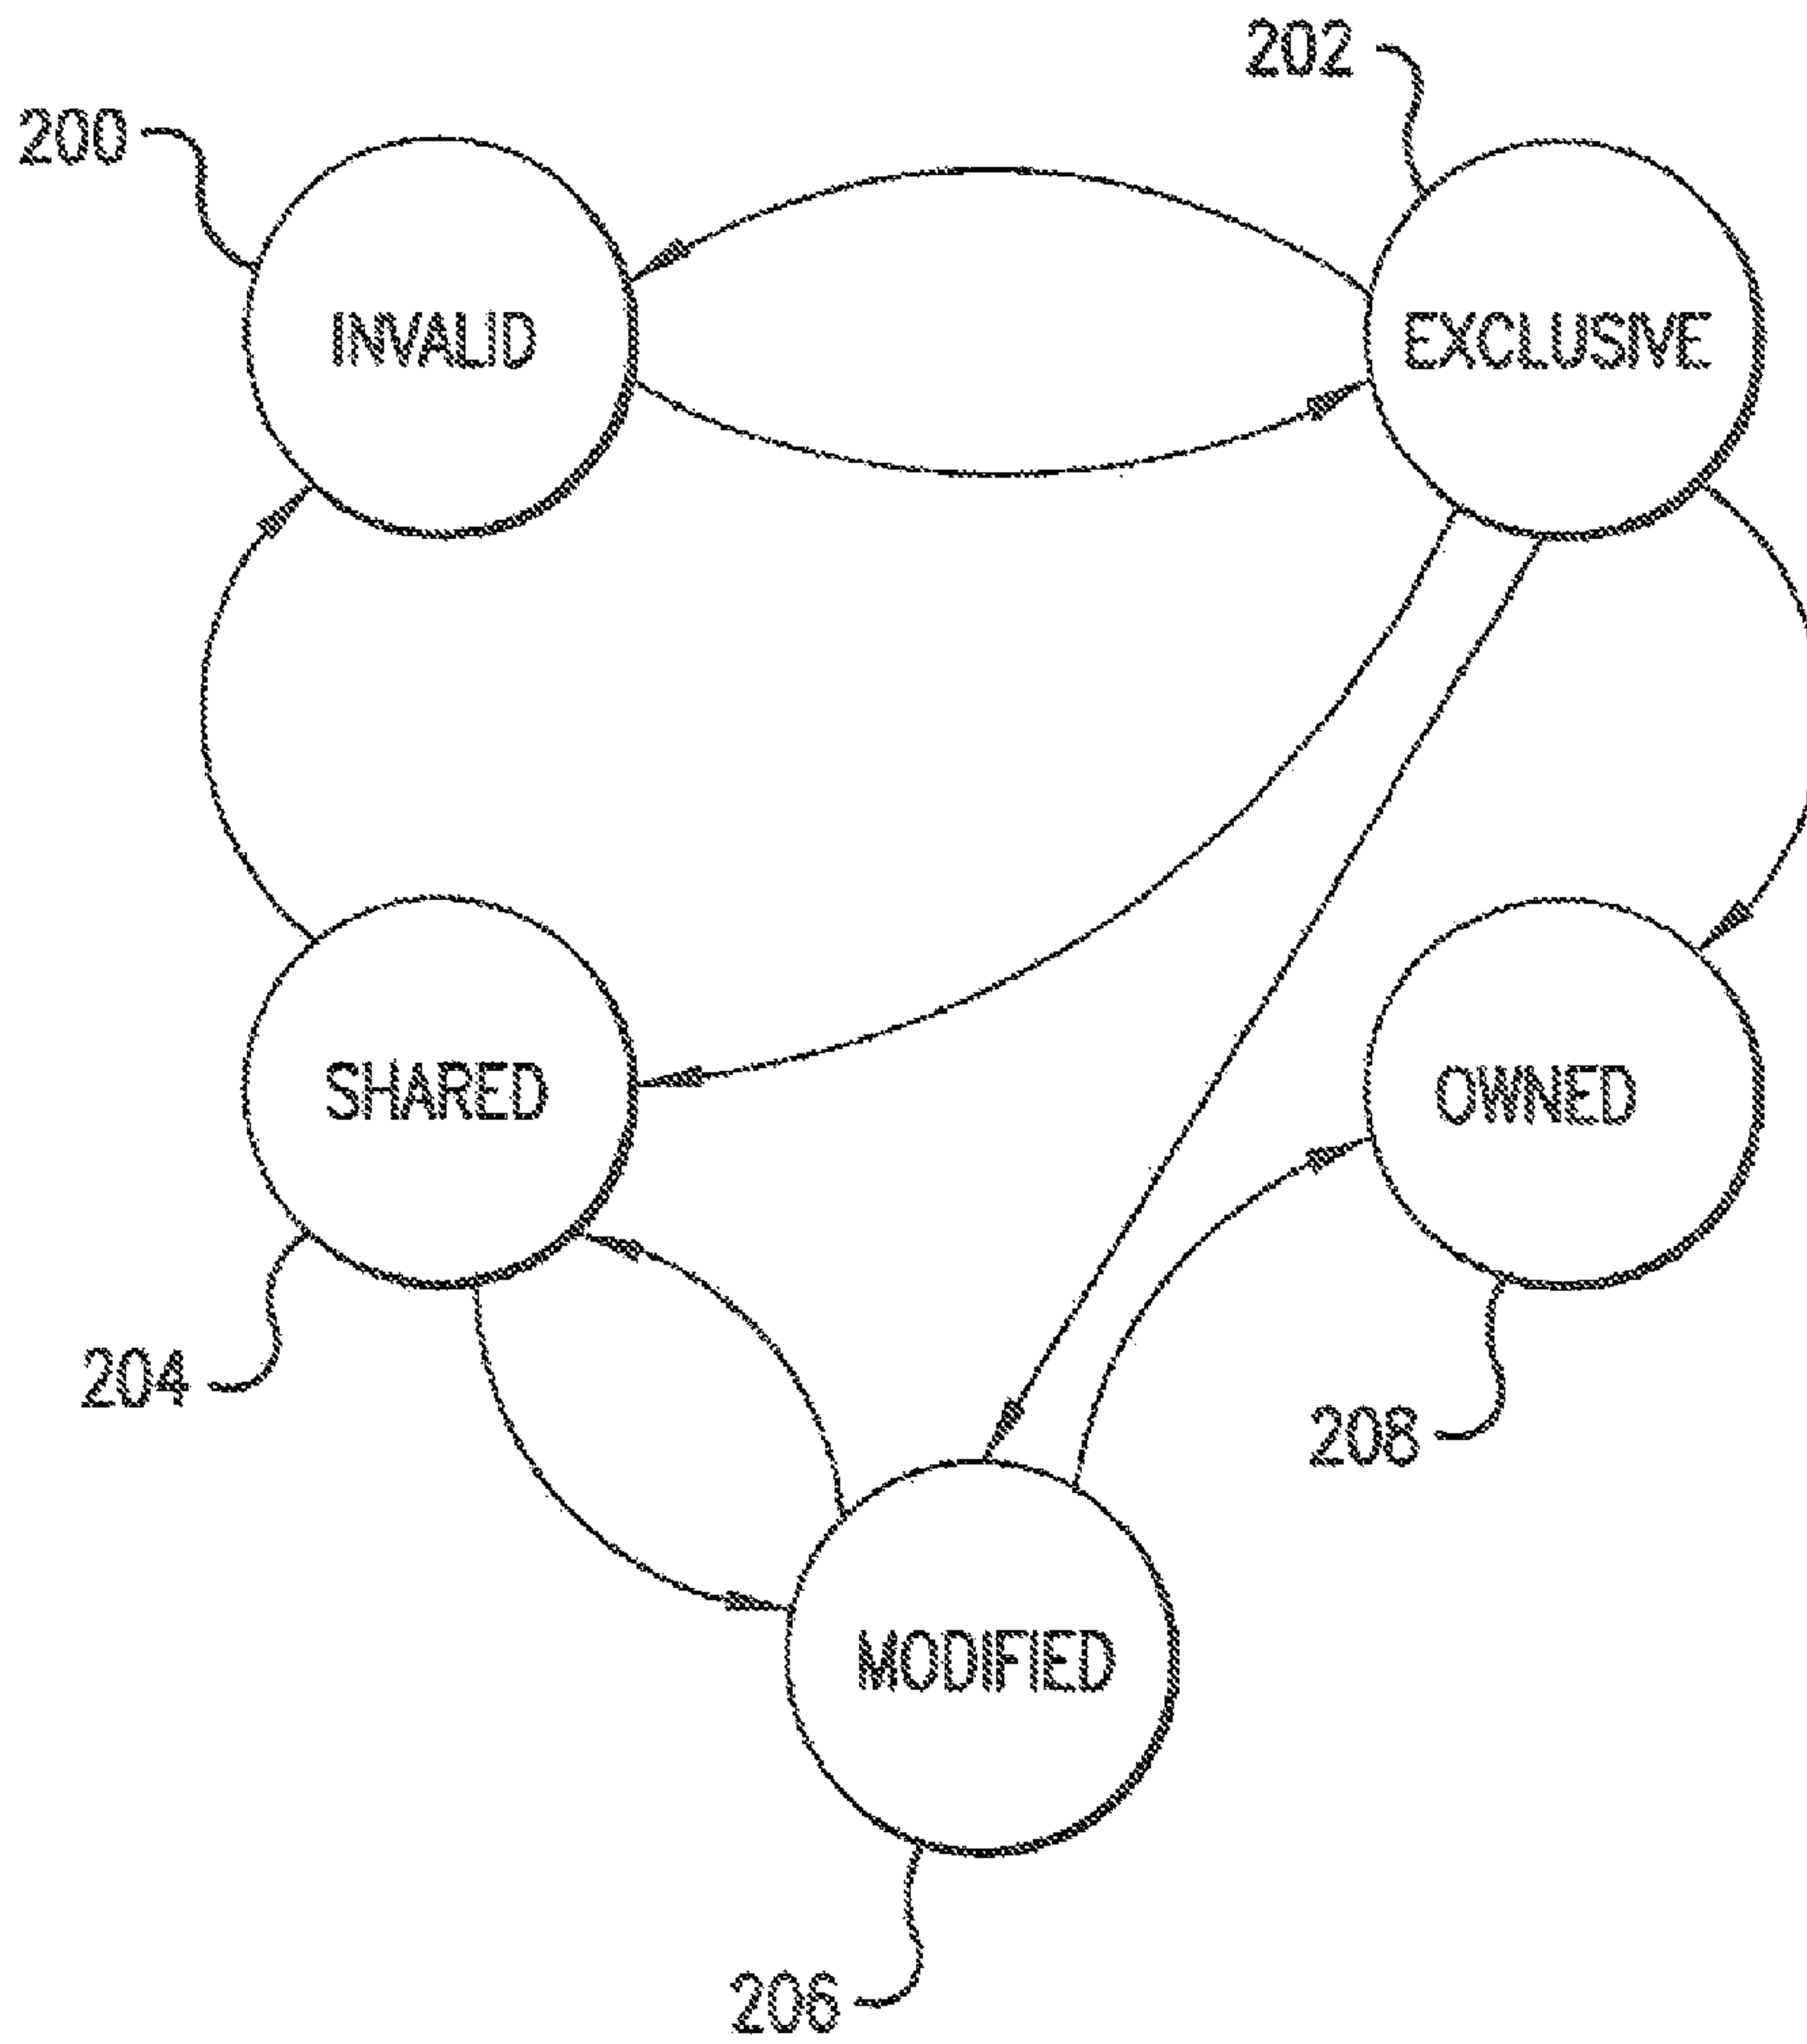 202
200
INVALID
EXCLUSIVE
SHARED
OWNED
204
208
MODIFIED
206